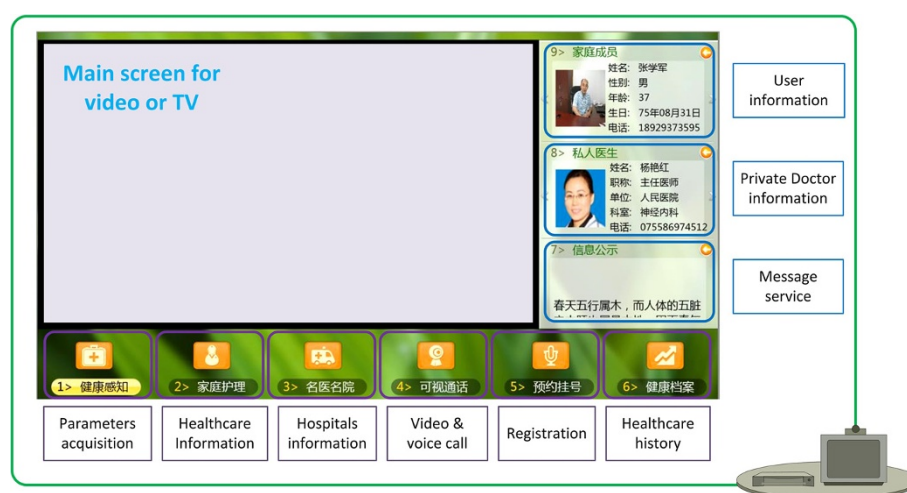 Main screen for
video or TV
9> 家庭成员
姓名: 张学军
性别: 男
年龄: 37
生日: 75年08月31日
电话: 18929373595
User
information
8> 私人医生
姓名: 杨艳红
职称: 主任医师
单位: 人民医院
科室: 神经内科
电话: 075586974512
Private Doctor
information
7> 信息公示
春天五行属木，而人体的五脏
Message
service
1> 健康感知
2> 家庭护理
3> 名医名院
4> 可视通话
5> 预约挂号
6> 健康档案
Parameters
acquisition
Healthcare
Information
Hospitals
information
Video &
voice call
Registration
Healthcare
history